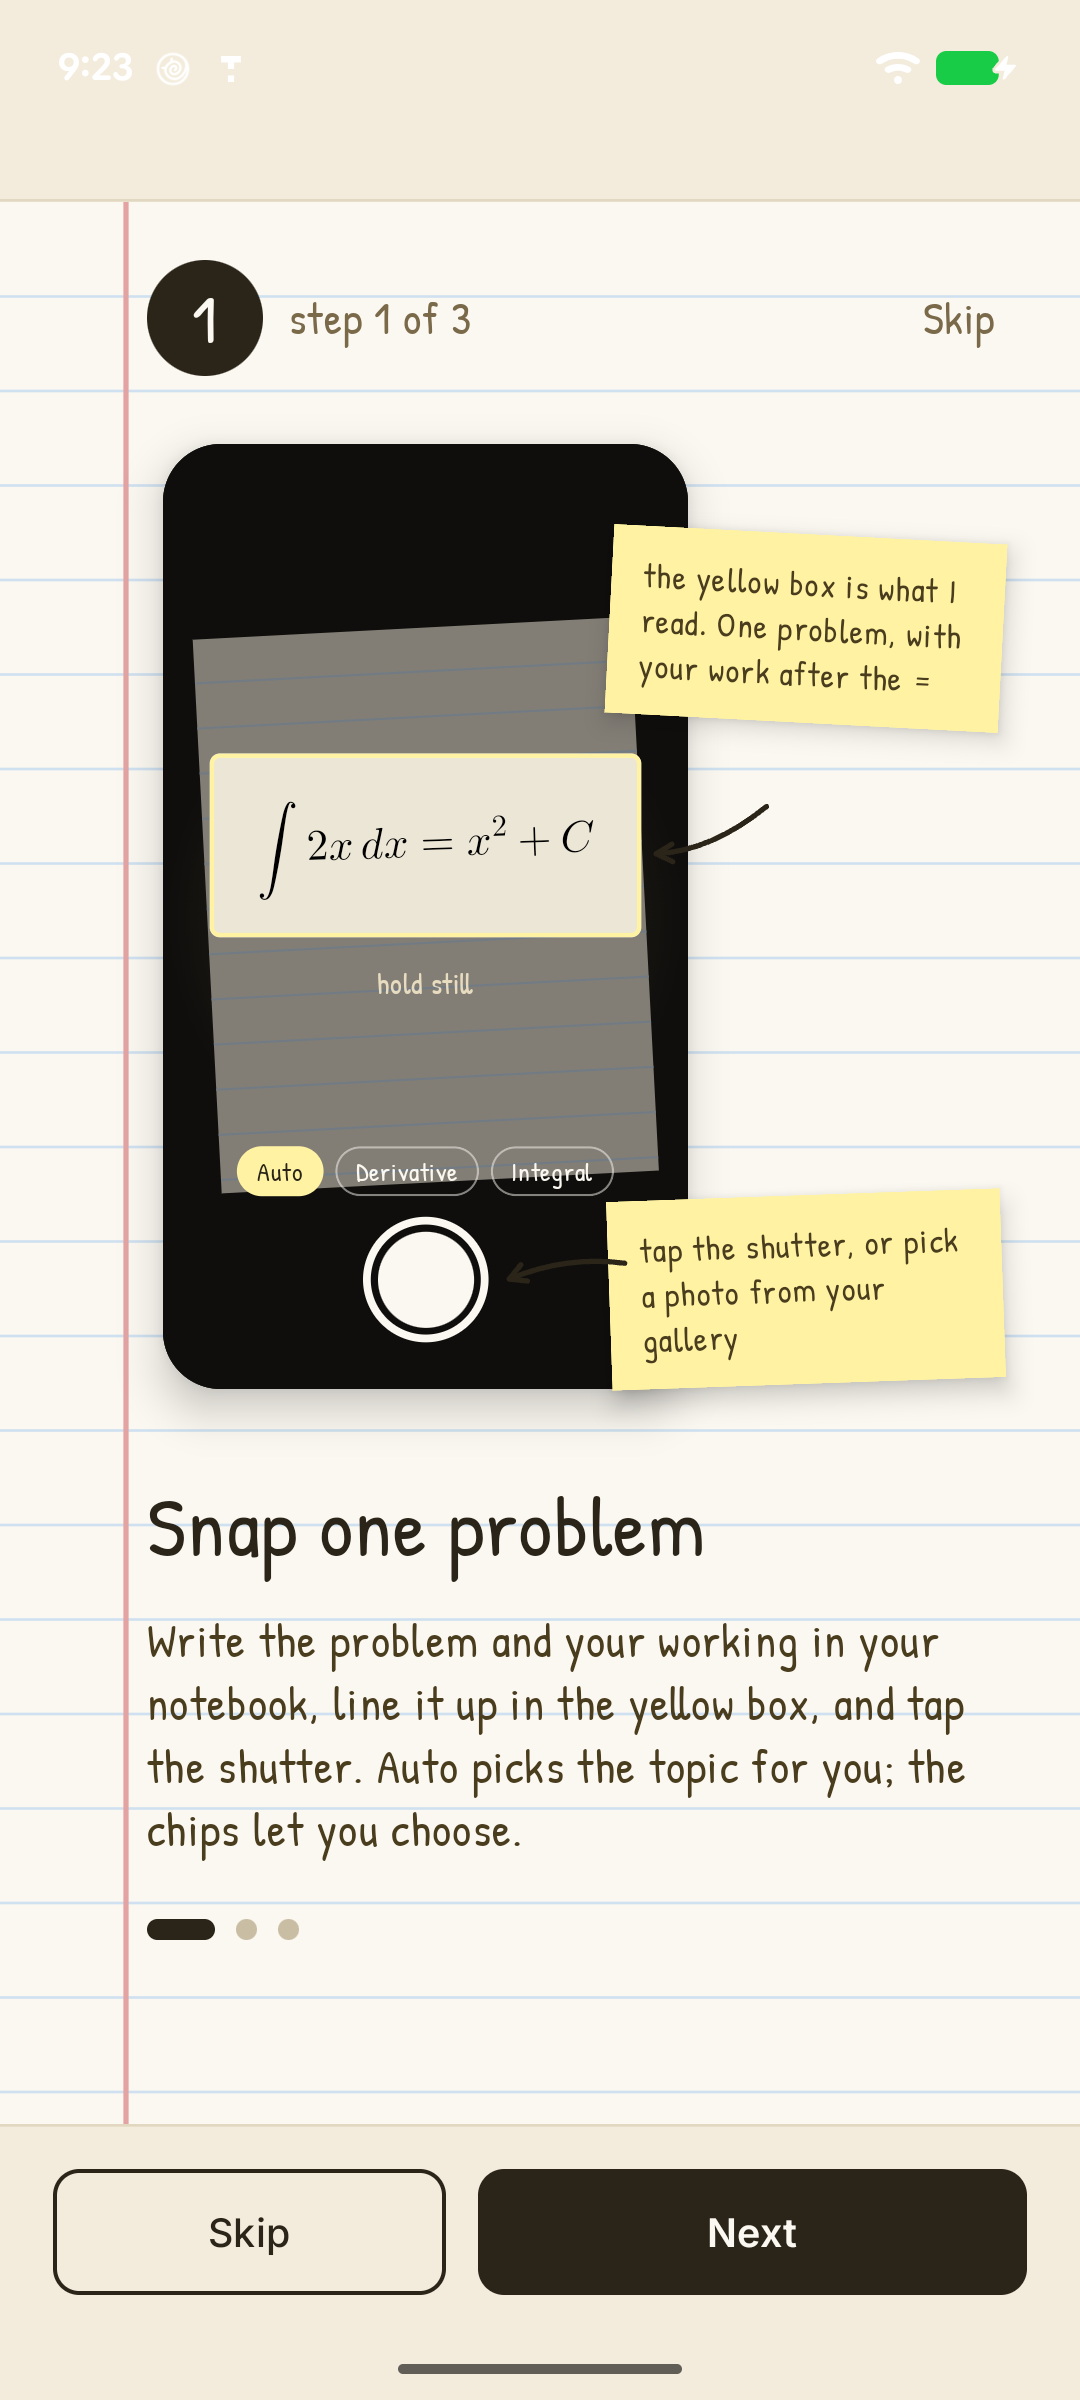 9:23
1 step 1 of 3 Skip
the yellow box is what I
read. One problem, with
your work after the =
∫ 2x dx = x² + C
hold still
Auto Derivative Integral
tap the shutter, or pick
a photo from your
gallery
Snap one problem
Write the problem and your working in your
notebook, line it up in the yellow box, and tap
the shutter. Auto picks the topic for you; the
chips let you choose.
Skip Next